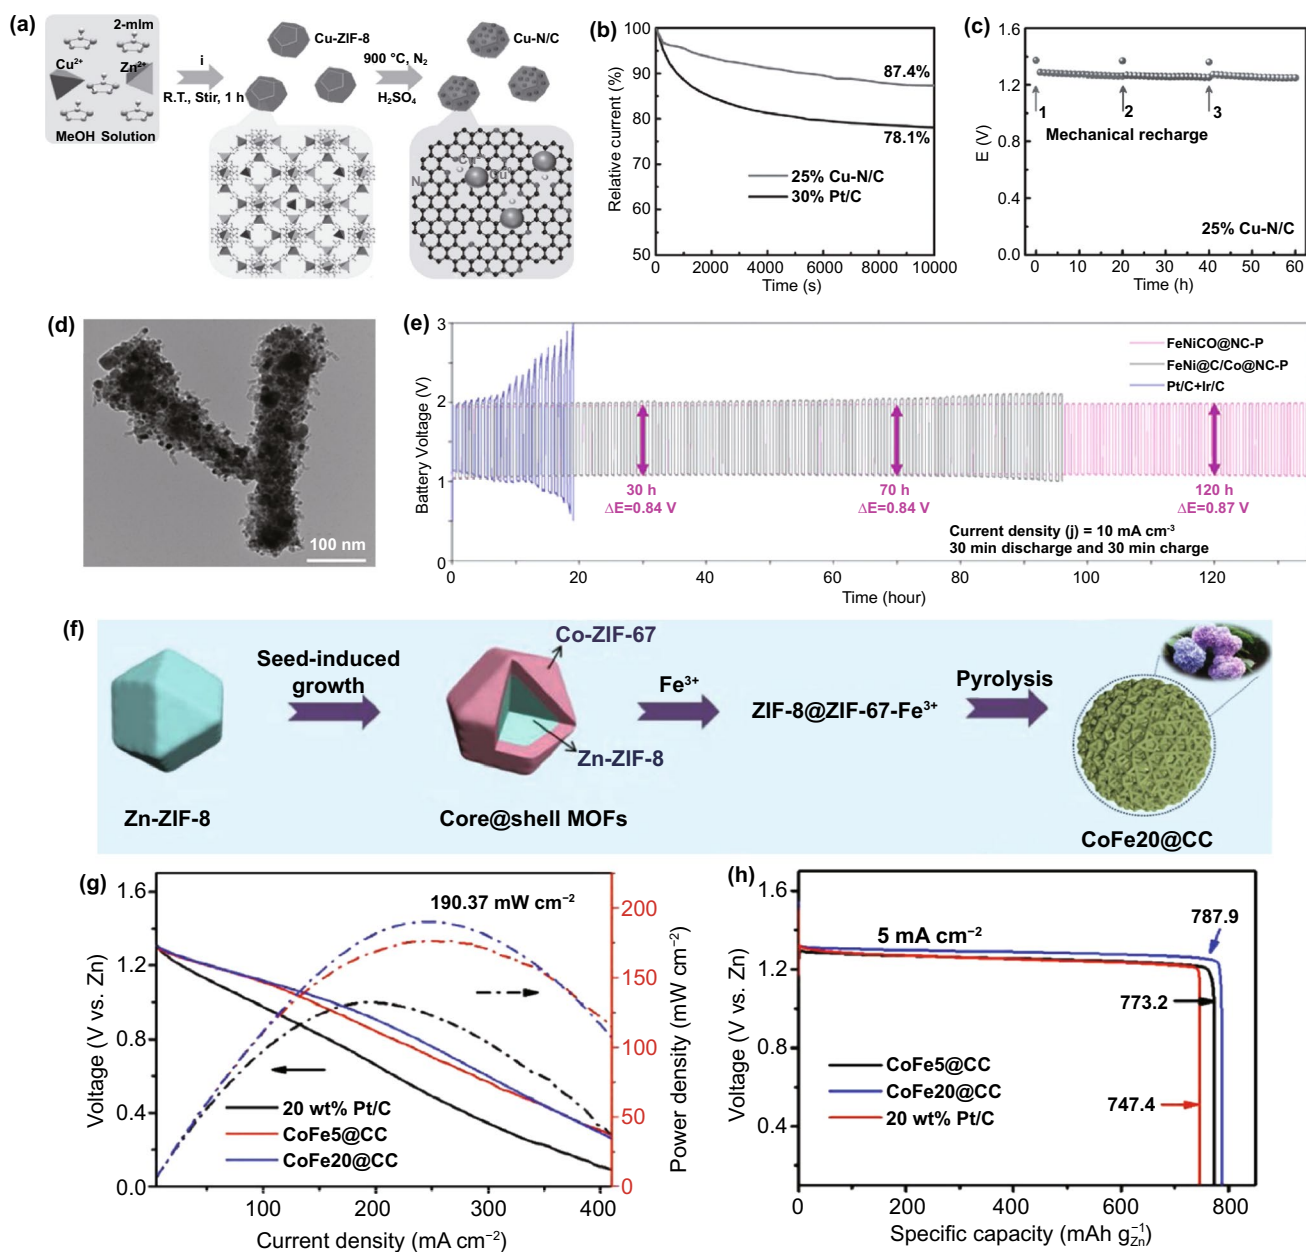 (a)
2-mIm
Cu²⁺
Zn²⁺
MeOH Solution
i
R.T., Stir, 1 h
Cu-ZIF-8
900 °C, N₂
H₂SO₄
Cu-N/C
N
(b)
Relative current (%)
100
90
80
70
60
50
87.4%
78.1%
25% Cu-N/C
30% Pt/C
0 2000 4000 6000 8000 10000
Time (s)
(c)
E (V)
1.6
1.2
0.8
0.4
0.0
1 2 3
Mechanical recharge
25% Cu-N/C
0 10 20 30 40 50 60
Time (h)
(d)
100 nm
(e)
Battery Voltage (V)
3
2
1
0
FeNiCO@NC-P
FeNi@C/Co@NC-P
Pt/C+Ir/C
30 h
ΔE=0.84 V
70 h
ΔE=0.84 V
120 h
ΔE=0.87 V
Current density (j) = 10 mA cm⁻³
30 min discharge and 30 min charge
0 20 40 60 80 100 120
Time (hour)
(f)
Zn-ZIF-8
Seed-induced
growth
Co-ZIF-67
Zn-ZIF-8
Core@shell MOFs
Fe³⁺
ZIF-8@ZIF-67-Fe³⁺
Pyrolysis
CoFe20@CC
(g)
Voltage (V vs. Zn)
1.6
1.2
0.8
0.4
0.0
190.37 mW cm⁻²
20 wt% Pt/C
CoFe5@CC
CoFe20@CC
200
150
100
50
0
Power density (mW cm⁻²)
0 100 200 300 400
Current density (mA cm⁻²)
(h)
Voltage (V vs. Zn)
1.6
1.2
0.8
0.4
5 mA cm⁻²
787.9
773.2
747.4
CoFe5@CC
CoFe20@CC
20 wt% Pt/C
0 200 400 600 800
Specific capacity (mAh g⁻¹Zn)